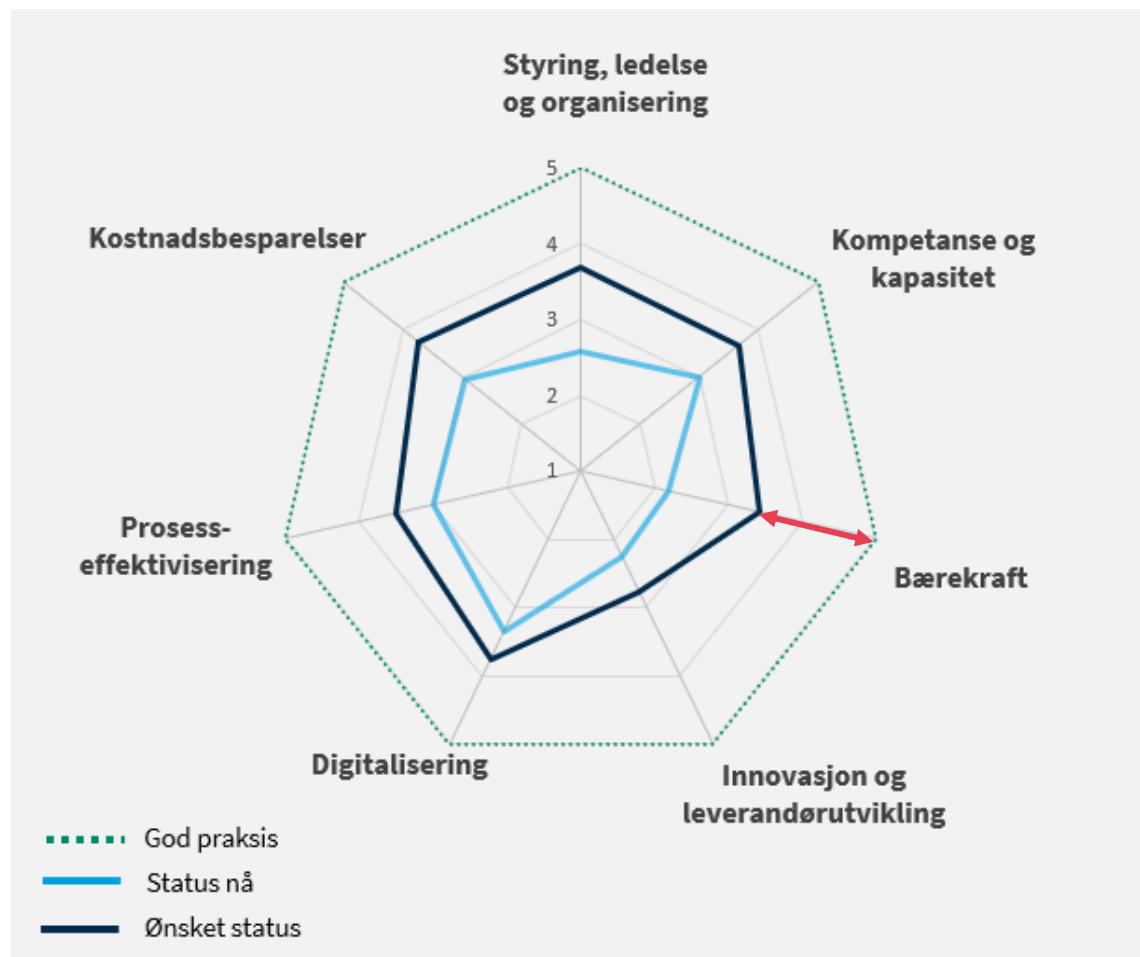 Styring, ledelse
og organisering
5
Kostnadsbesparelser
4
Kompetanse og
kapasitet
3
2
1
Prosess-
effektivisering
Bærekraft
Digitalisering
Innovasjon og
leverandørutvikling
God praksis
Status nå
Ønsket status